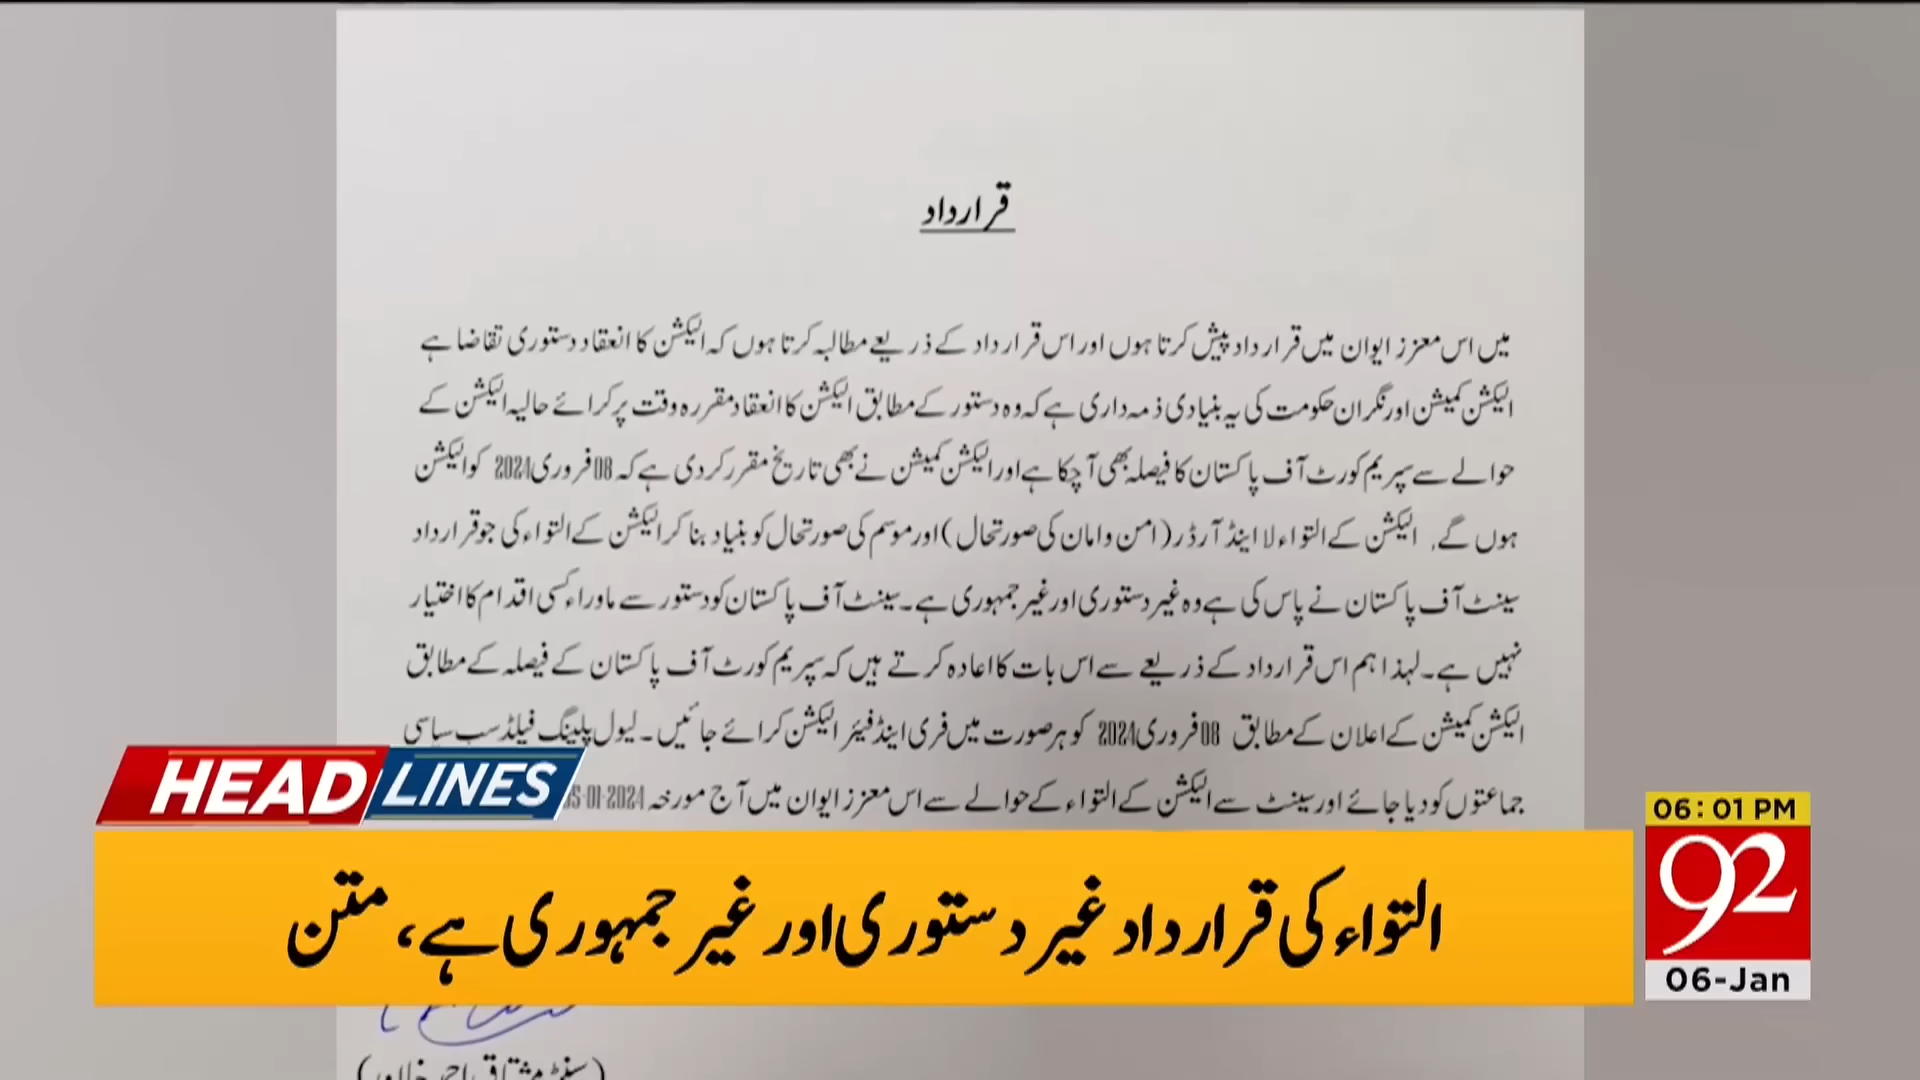 قرارداد
میں اس معزز ایوان میں قرارداد پیش کرتا ہوں اور اس قرارداد کے ذریعے مطالبہ کرتا ہوں کہ الیکشن کا انعقاد دستوری تقاضا ہے
الیکشن کمیشن اور نگران حکومت کی یہ بنیادی ذمہ داری ہے کہ وہ دستور کے مطابق الیکشن کا انعقاد مقررہ وقت پر کرائے حالیہ الیکشن کے
حوالے سے سپریم کورٹ آف پاکستان کا فیصلہ بھی آ چکا ہے اور الیکشن کمیشن نے بھی تاریخ مقرر کر دی ہے کہ 08 فروری 2024 کو الیکشن
ہوں گے۔ الیکشن کے التواء لا اینڈ آرڈر (امن و امان کی صورتحال) اور موسم کی صورتحال کو بنیاد بنا کر الیکشن کے التواء کی جو قرارداد
سینٹ آف پاکستان نے پاس کی ہے وہ غیر دستوری اور غیر جمہوری ہے۔ سینٹ آف پاکستان کو دستور سے ماوراء کسی اقدام کا اختیار
نہیں ہے۔ لہذا ہم اس قرارداد کے ذریعے سے اس بات کا اعادہ کرتے ہیں کہ سپریم کورٹ آف پاکستان کے فیصلہ کے مطابق
الیکشن کمیشن کے اعلان کے مطابق 08 فروری 2024 کو ہر صورت میں فری اینڈ فیئر الیکشن کرائے جائیں۔ لیول پلینگ فیلڈ سب سیاسی
جماعتوں کو دیا جائے اور سینٹ سے الیکشن کے التواء کے حوالے سے اس معزز ایوان میں آج مورخہ 05-01-2024
HEADLINES
06:01 PM
92
06-Jan
التواء کی قرارداد غیر دستوری اور غیر جمہوری ہے، متن